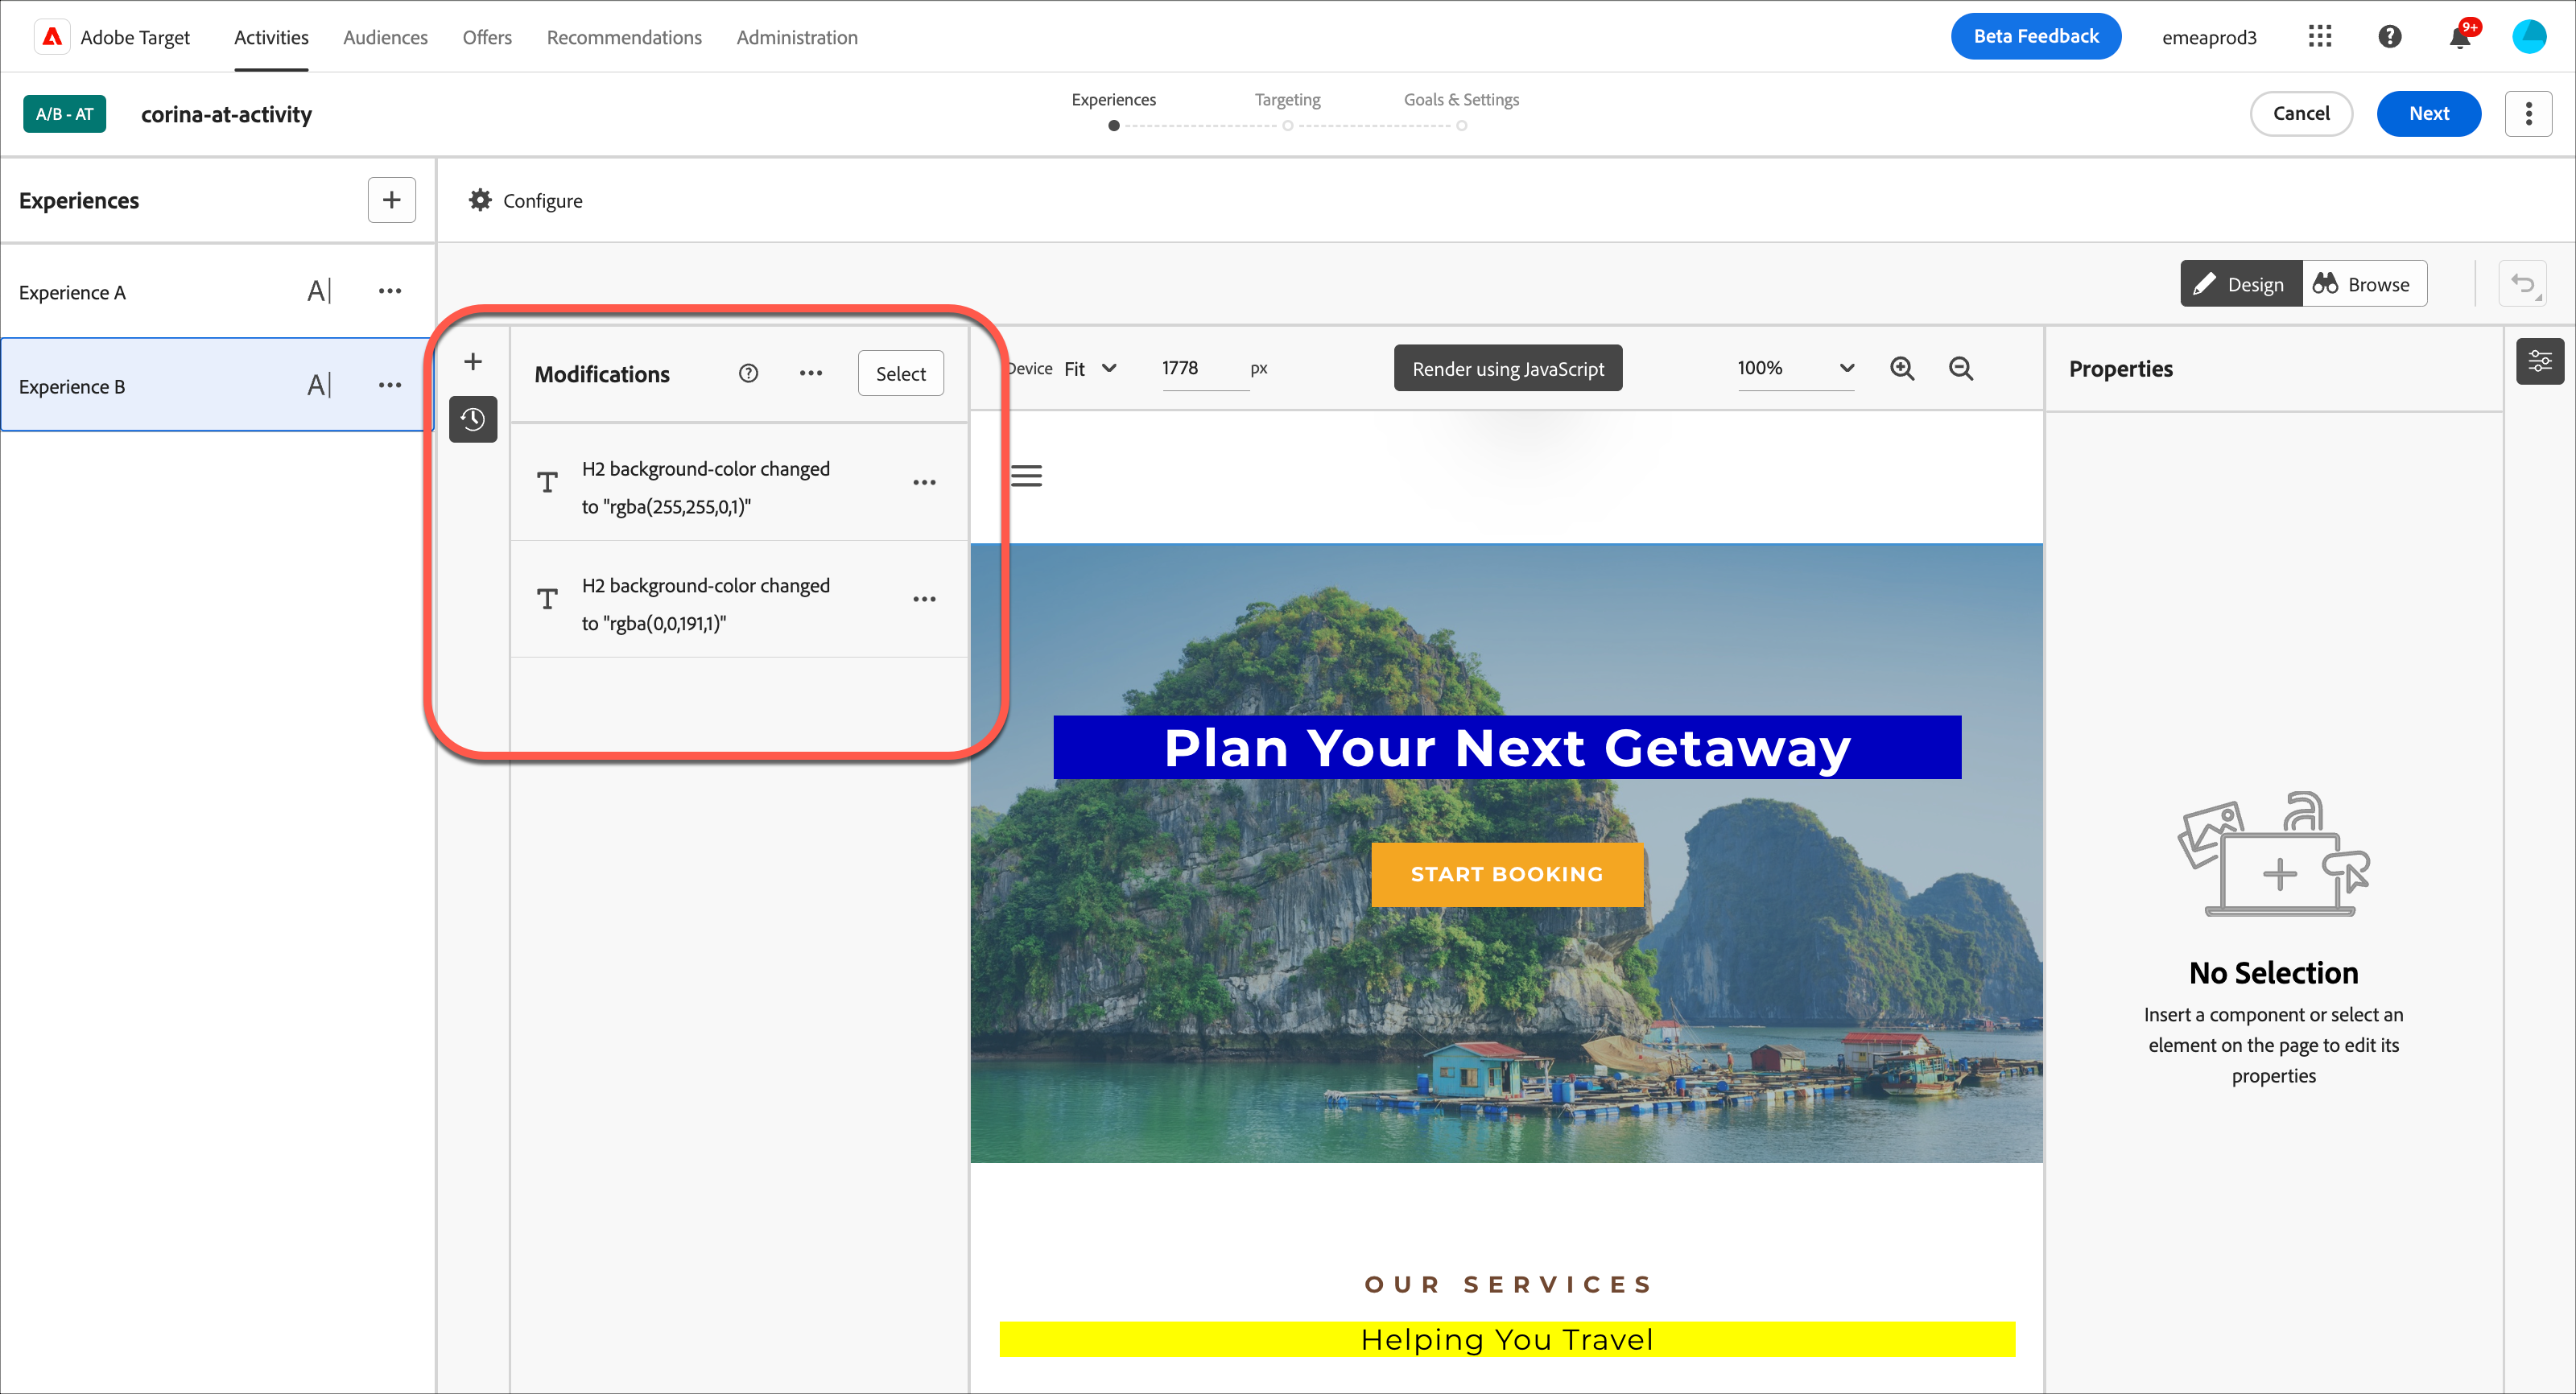 Adobe Target Activities Audiences Offers Recommendations Administration Beta Feedback emeaprod3 9+
A/B - AT corina-at-activity Experiences Targeting Goals & Settings Cancel Next
Experiences + Configure
Experience A A|
Design Browse
Experience B A|
Modifications Select
Device Fit 1778 px Render using JavaScript 100%
Properties
H2 background-color changed
to "rgba(255,255,0,1)"
H2 background-color changed
to "rgba(0,0,191,1)"
Plan Your Next Getaway
START BOOKING
No Selection
Insert a component or select an
element on the page to edit its
properties
OUR SERVICES
Helping You Travel